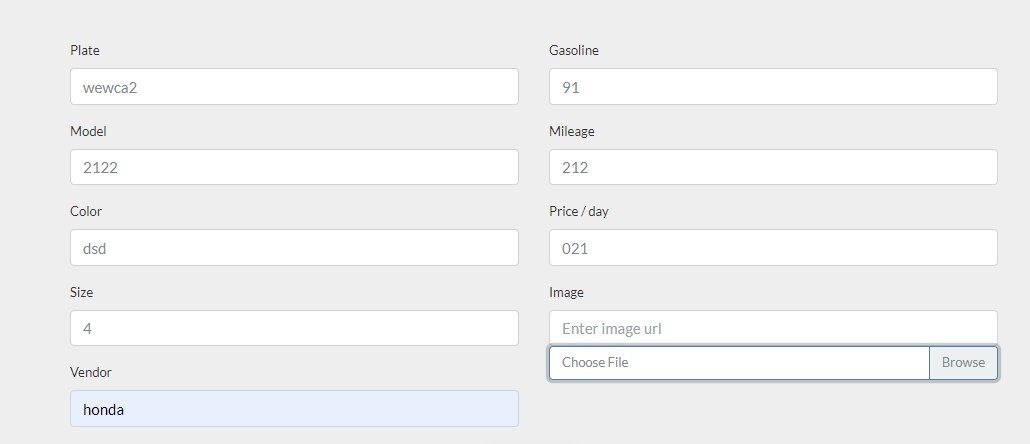 Plate
wewca2
Model
2122
Color
dsd
Size
4
Vendor
honda
Gasoline
91
Mileage
212
Price / day
021
Image
Enter image url
Choose File Browse